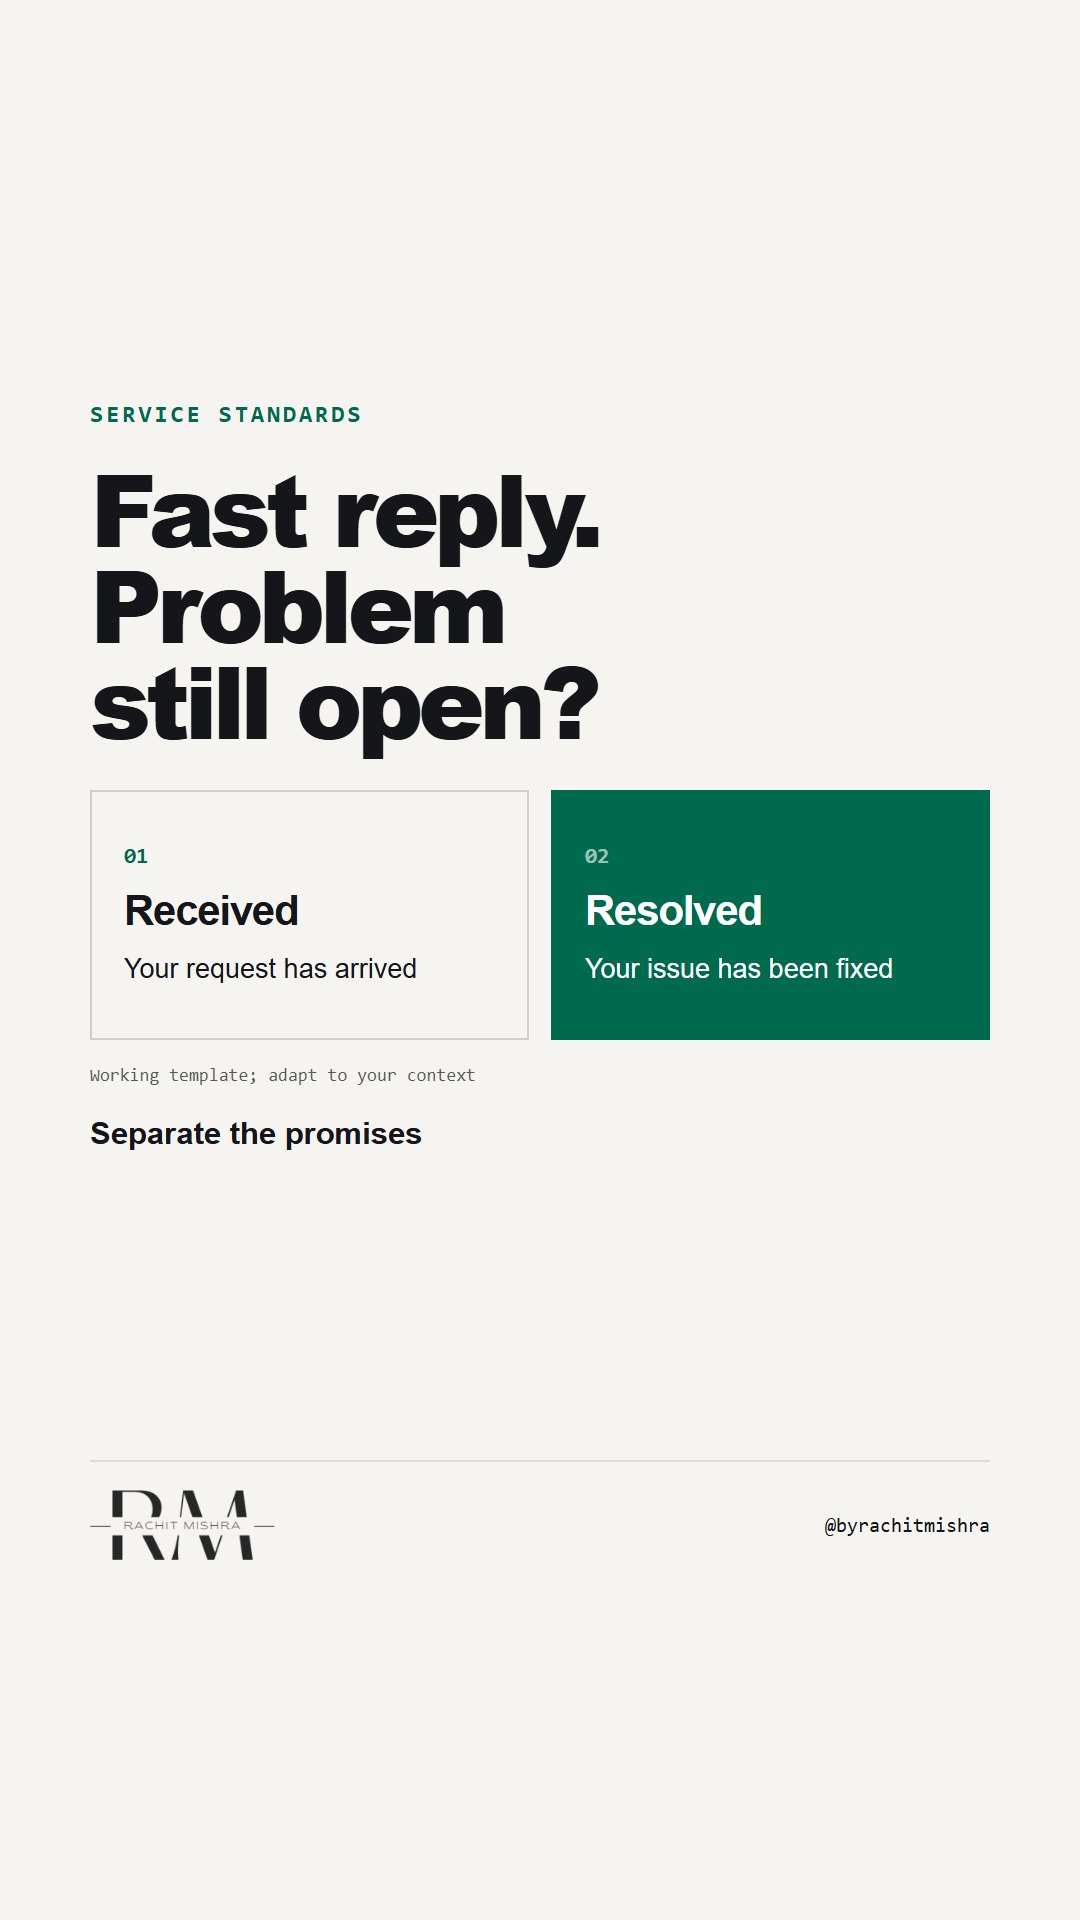 SERVICE STANDARDS
Fast reply.
Problem
still open?
01
Received
Your request has arrived
02
Resolved
Your issue has been fixed
Working template; adapt to your context
Separate the promises
RM
RACHIT MISHRA
@byrachitmishra